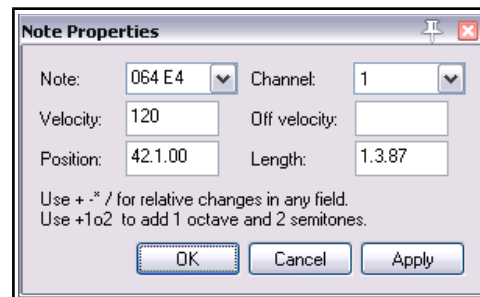 Note Properties
Note: 064 E4 Channel: 1
Velocity: 120 Off velocity:
Position: 42.1.00 Length: 1.3.87
Use + -* / for relative changes in any field.
Use +1o2 to add 1 octave and 2 semitones.
OK Cancel Apply